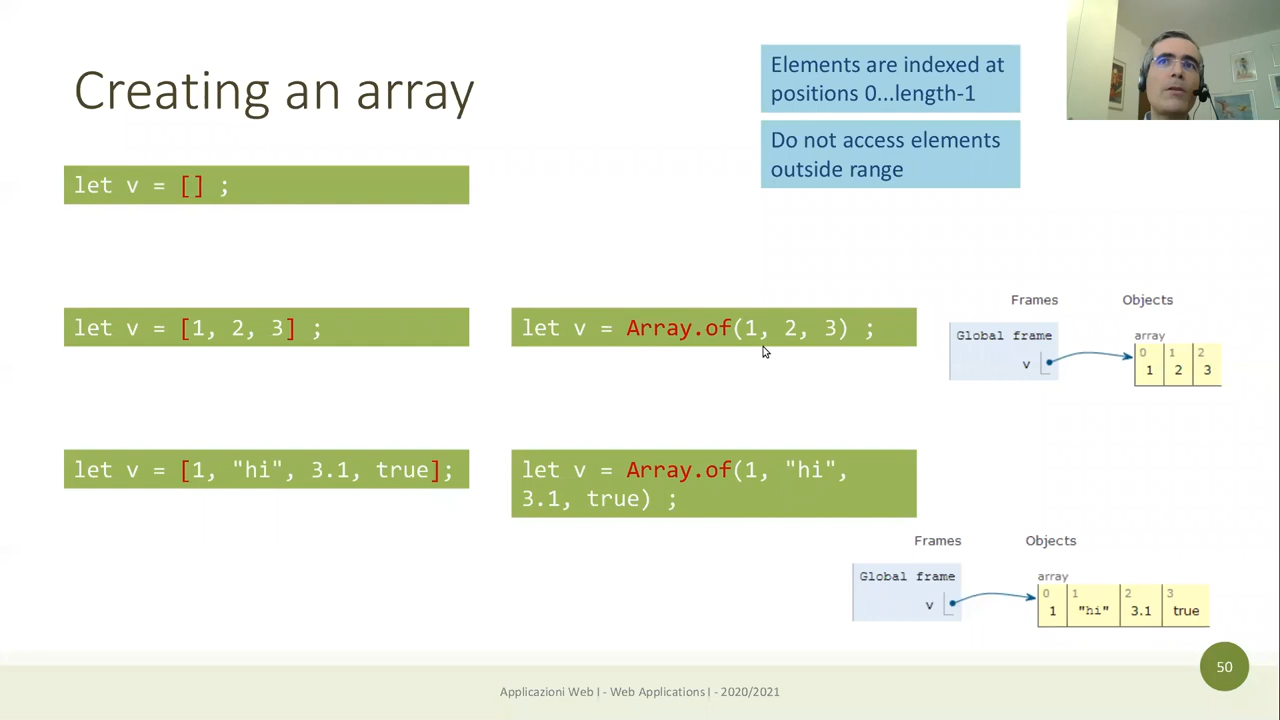 Creating an array
Elements are indexed at
positions 0...length-1
Do not access elements
outside range
let v = [] ;
let v = [1, 2, 3] ;
let v = Array.of(1, 2, 3) ;
Frames
Objects
Global frame
v
array
0 1 2
1 2 3
let v = [1, "hi", 3.1, true];
let v = Array.of(1, "hi",
3.1, true) ;
Frames
Objects
Global frame
v
array
0 1 2 3
1 "hi" 3.1 true
50
Applicazioni Web I - Web Applications I - 2020/2021